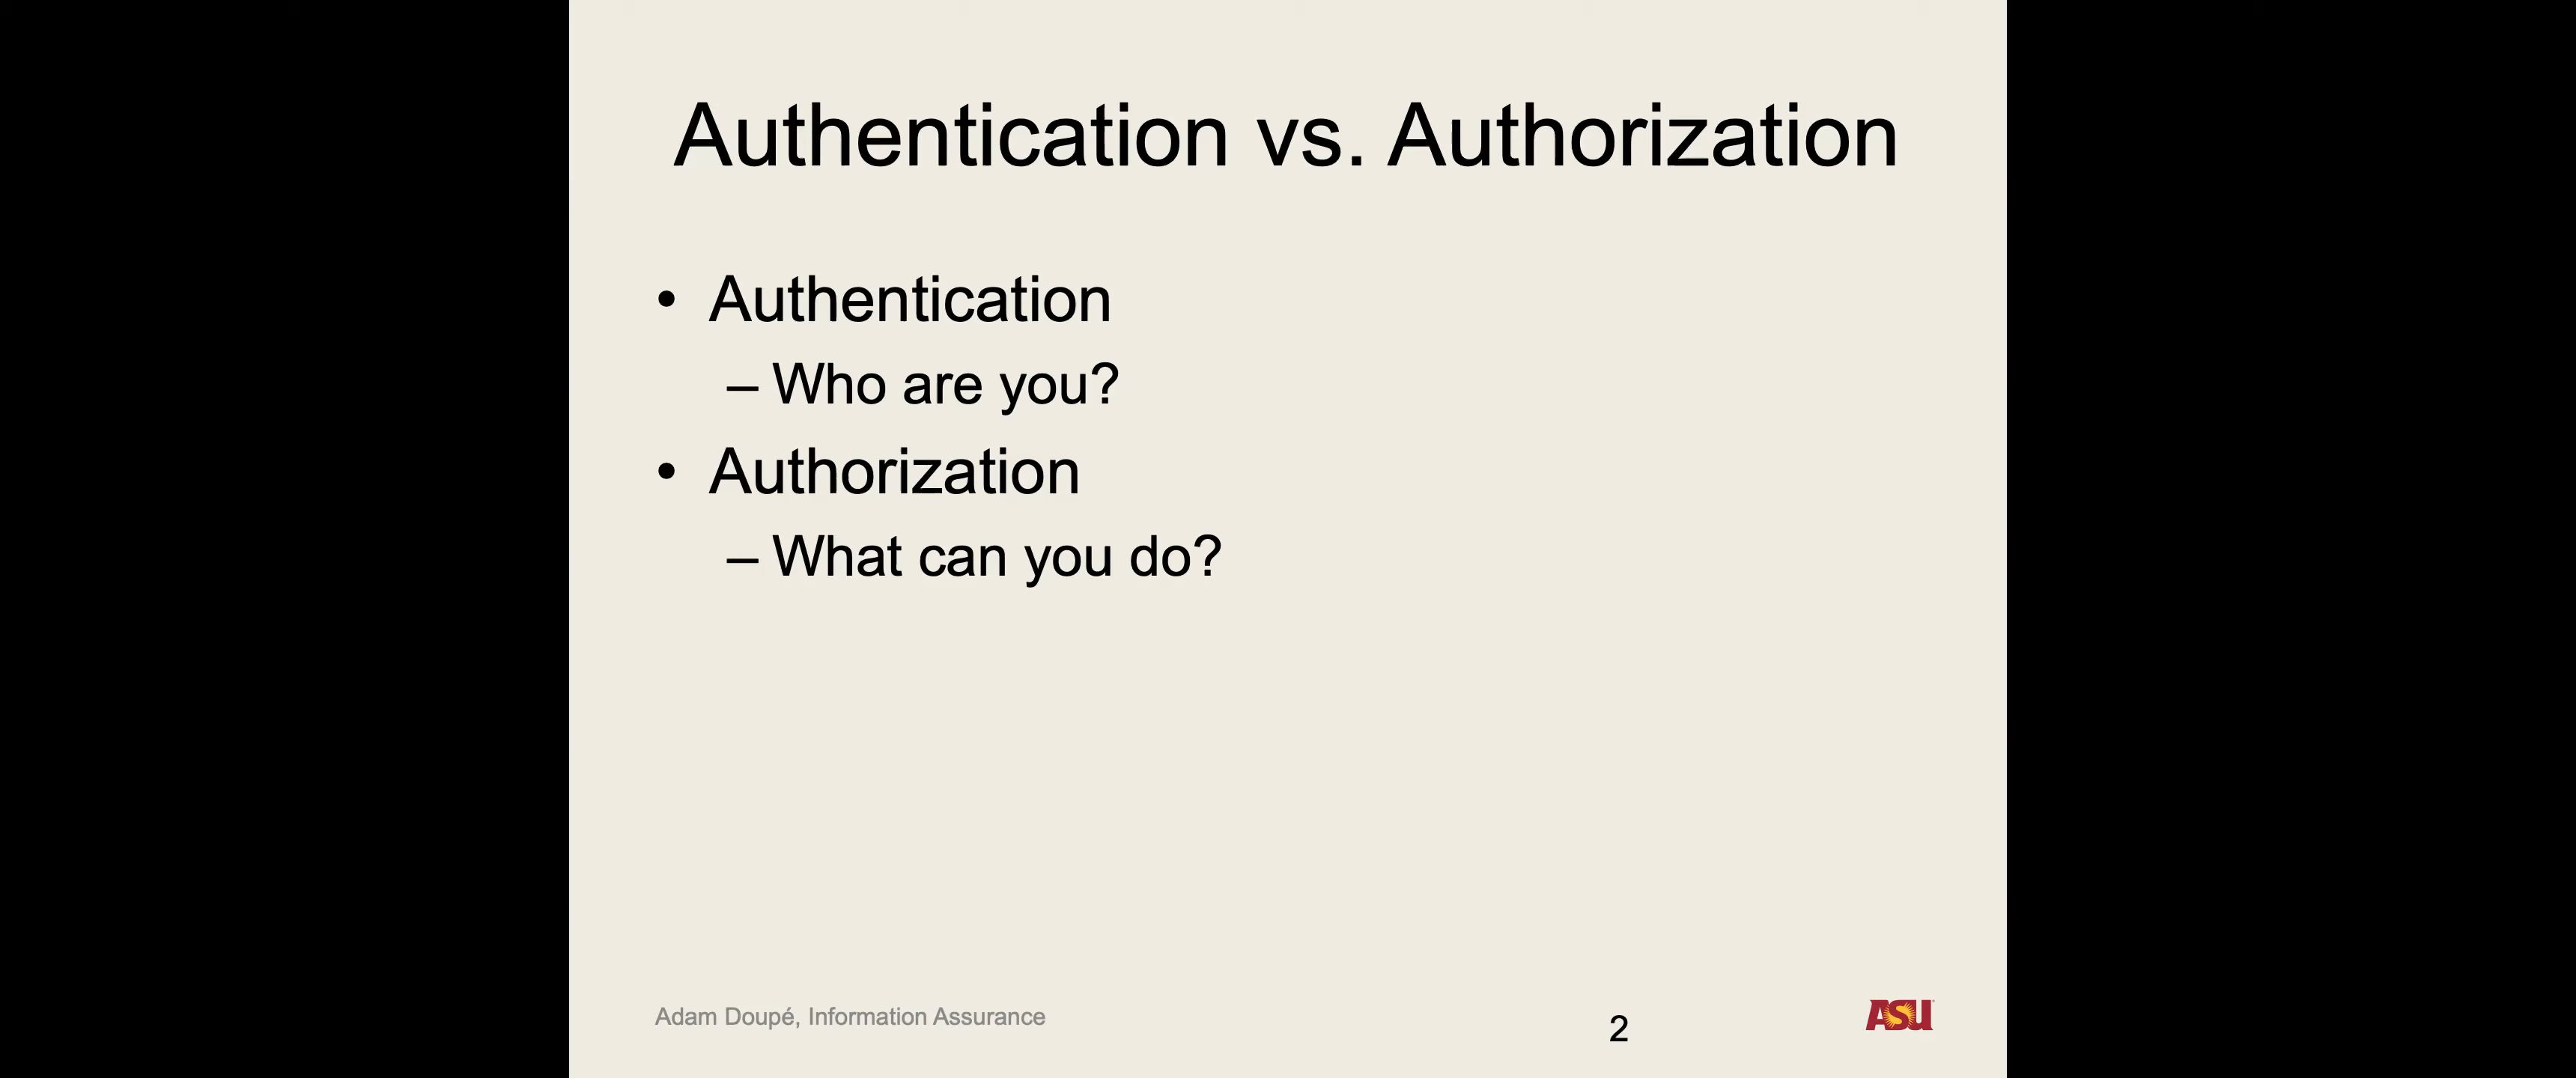 Authentication vs. Authorization
• Authentication
– Who are you?
• Authorization
– What can you do?
Adam Doupé, Information Assurance
2
ASU